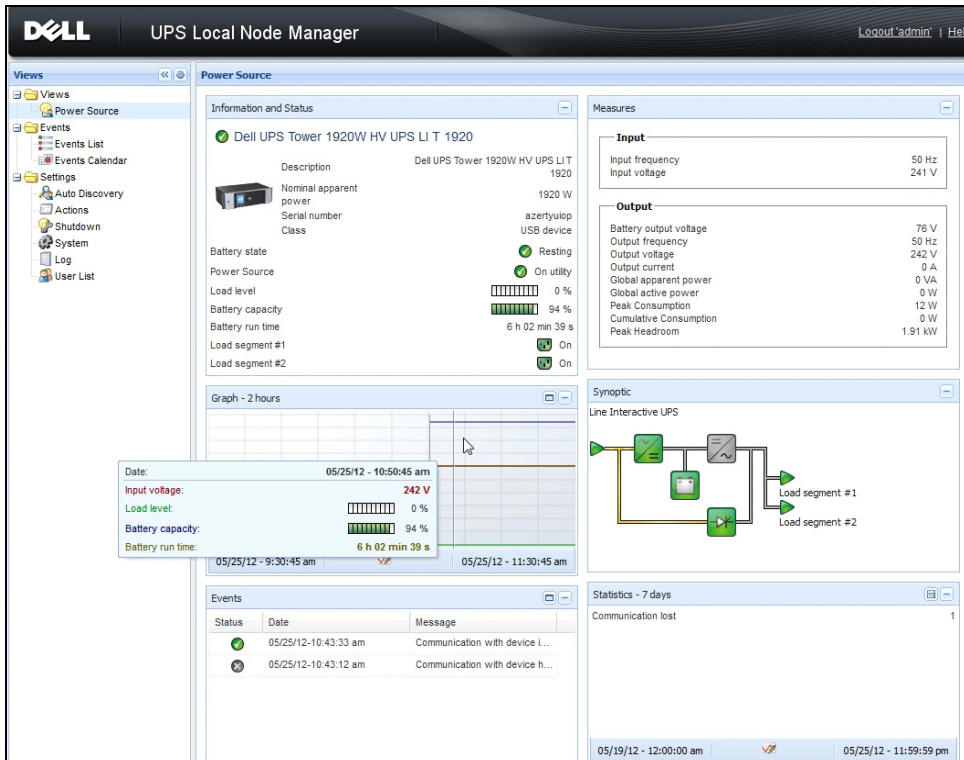 DELL
UPS Local Node Manager
Logout 'admin' | Hel
Views
Views
Power Source
Events
Events List
Events Calendar
Settings
Auto Discovery
Actions
Shutdown
System
Log
User List
Power Source
Information and Status
Dell UPS Tower 1920W HV UPS LI T 1920
Description Dell UPS Tower 1920W HV UPS LI T
1920
Nominal apparent
power 1920 W
Serial number azertyuiop
Class USB device
Battery state Resting
Power Source On utility
Load level 0 %
Battery capacity 94 %
Battery run time 6 h 02 min 39 s
Load segment #1 On
Load segment #2 On
Measures
Input
Input frequency 50 Hz
Input voltage 241 V
Output
Battery output voltage 76 V
Output frequency 50 Hz
Output voltage 242 V
Output current 0 A
Global apparent power 0 VA
Global active power 0 W
Peak Consumption 12 W
Cumulative Consumption 0 W
Peak Headroom 1.91 kW
Graph - 2 hours
Date: 05/25/12 - 10:50:45 am
Input voltage: 242 V
Load level: 0 %
Battery capacity: 94 %
Battery run time: 6 h 02 min 39 s
05/25/12 - 9:30:45 am 05/25/12 - 11:30:45 am
Synoptic
Line Interactive UPS
Load segment #1
Load segment #2
Events
Status Date Message
05/25/12-10:43:33 am Communication with device i...
05/25/12-10:43:12 am Communication with device h...
Statistics - 7 days
Communication lost 1
05/19/12 - 12:00:00 am 05/25/12 - 11:59:59 pm